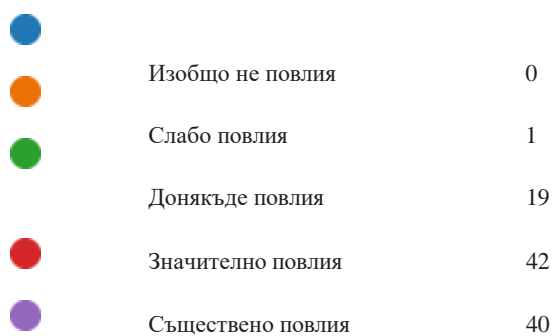 Изобщо не повлия 0
Слабо повлия 1
Донякъде повлия 19
Значително повлия 42
Съществено повлия 40